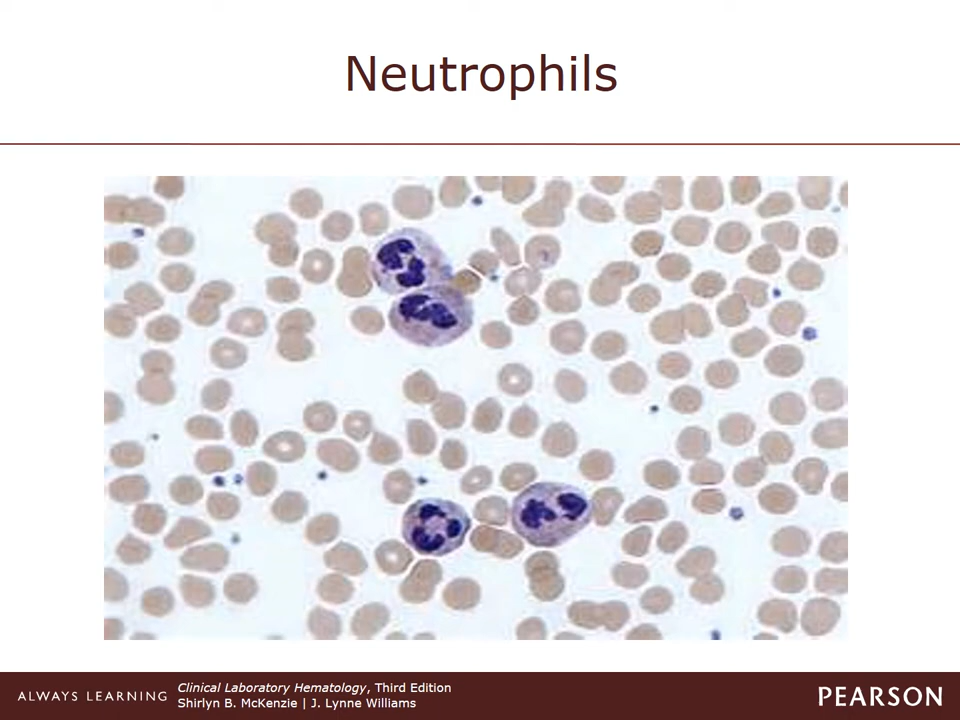 Neutrophils
ALWAYS LEARNING
Clinical Laboratory Hematology, Third Edition
Shirlyn B. McKenzie | J. Lynne Williams
PEARSON